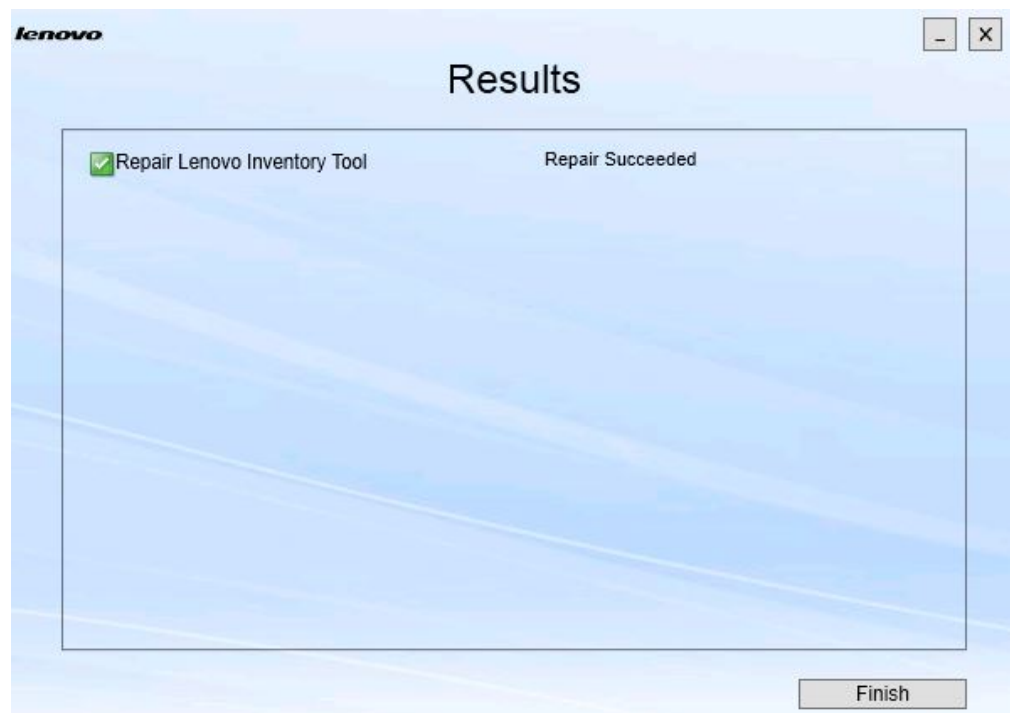 lenovo
_ X
Results
Repair Lenovo Inventory Tool Repair Succeeded
Finish